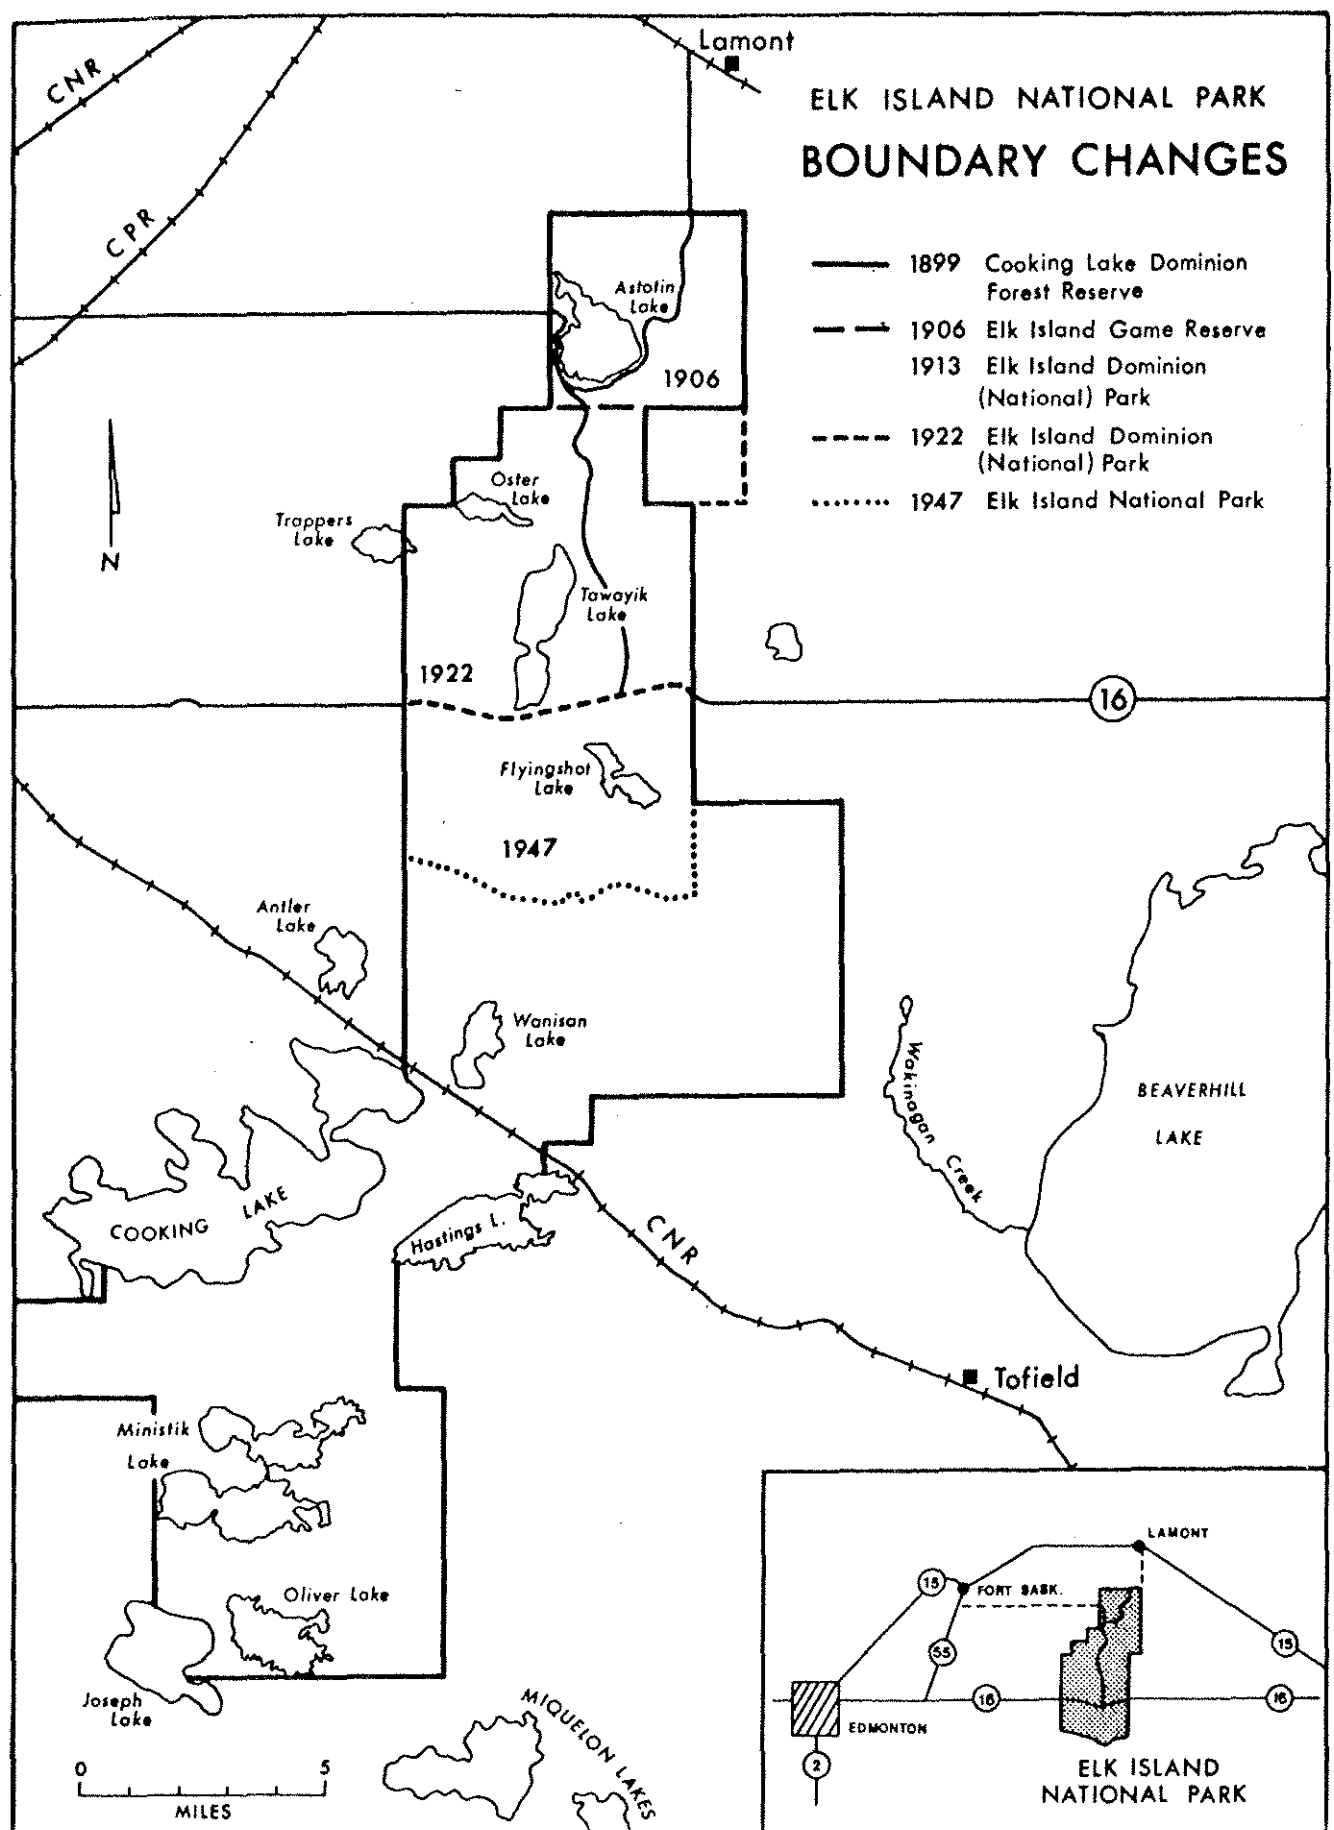 CNR
CPR
Lamont
ELK ISLAND NATIONAL PARK
BOUNDARY CHANGES
1899 Cooking Lake Dominion
Forest Reserve
1906 Elk Island Game Reserve
1913 Elk Island Dominion
(National) Park
1922 Elk Island Dominion
(National) Park
1947 Elk Island National Park
Astotin
Lake
1906
N
Oster
Lake
Trappers
Lake
Tawayik
Lake
1922
16
Flyingshot
Lake
1947
Antler
Lake
Wanisan
Lake
Wakinagan Creek
BEAVERHILL
LAKE
COOKING LAKE
Hastings L.
CNR
Tofield
Ministik
Lake
Oliver Lake
Joseph
Lake
MIQUELON LAKES
0 5
MILES
LAMONT
15
FORT SASK.
55
15
16
16
EDMONTON
2
ELK ISLAND
NATIONAL PARK